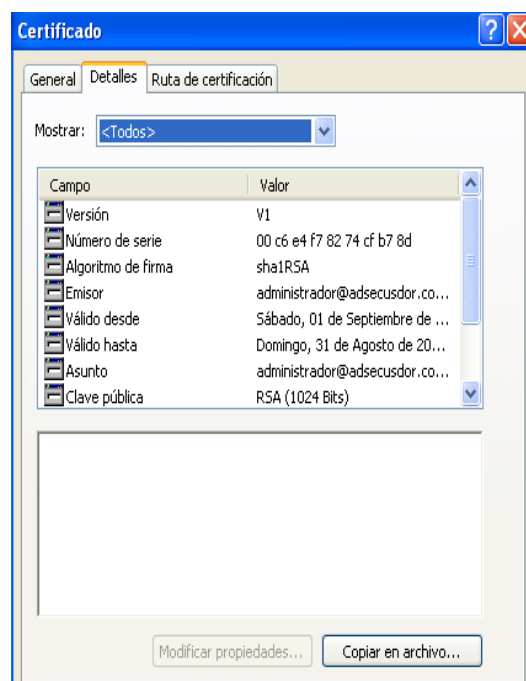 Certificado
General Detalles Ruta de certificación
Mostrar: <Todos>
Campo Valor
Versión V1
Número de serie 00 c6 e4 f7 82 74 cf b7 8d
Algoritmo de firma sha1RSA
Emisor administrador@adsecusdor.co...
Válido desde Sábado, 01 de Septiembre de ...
Válido hasta Domingo, 31 de Agosto de 20...
Asunto administrador@adsecusdor.co...
Clave pública RSA (1024 Bits)
Modificar propiedades... Copiar en archivo...